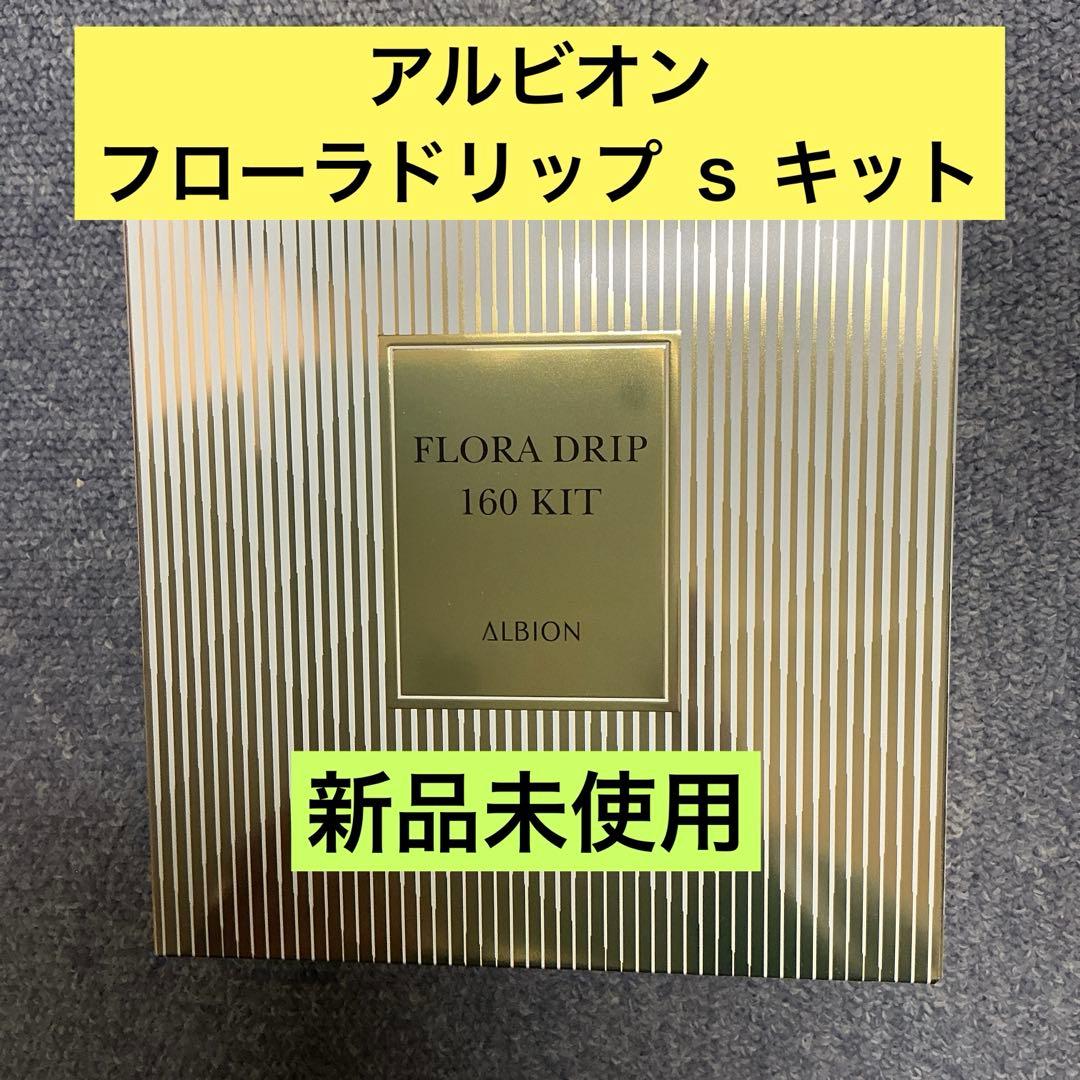 アルビオン
フローラドリップ s キット
FLORA DRIP
160 KIT
ALBION
新品未使用